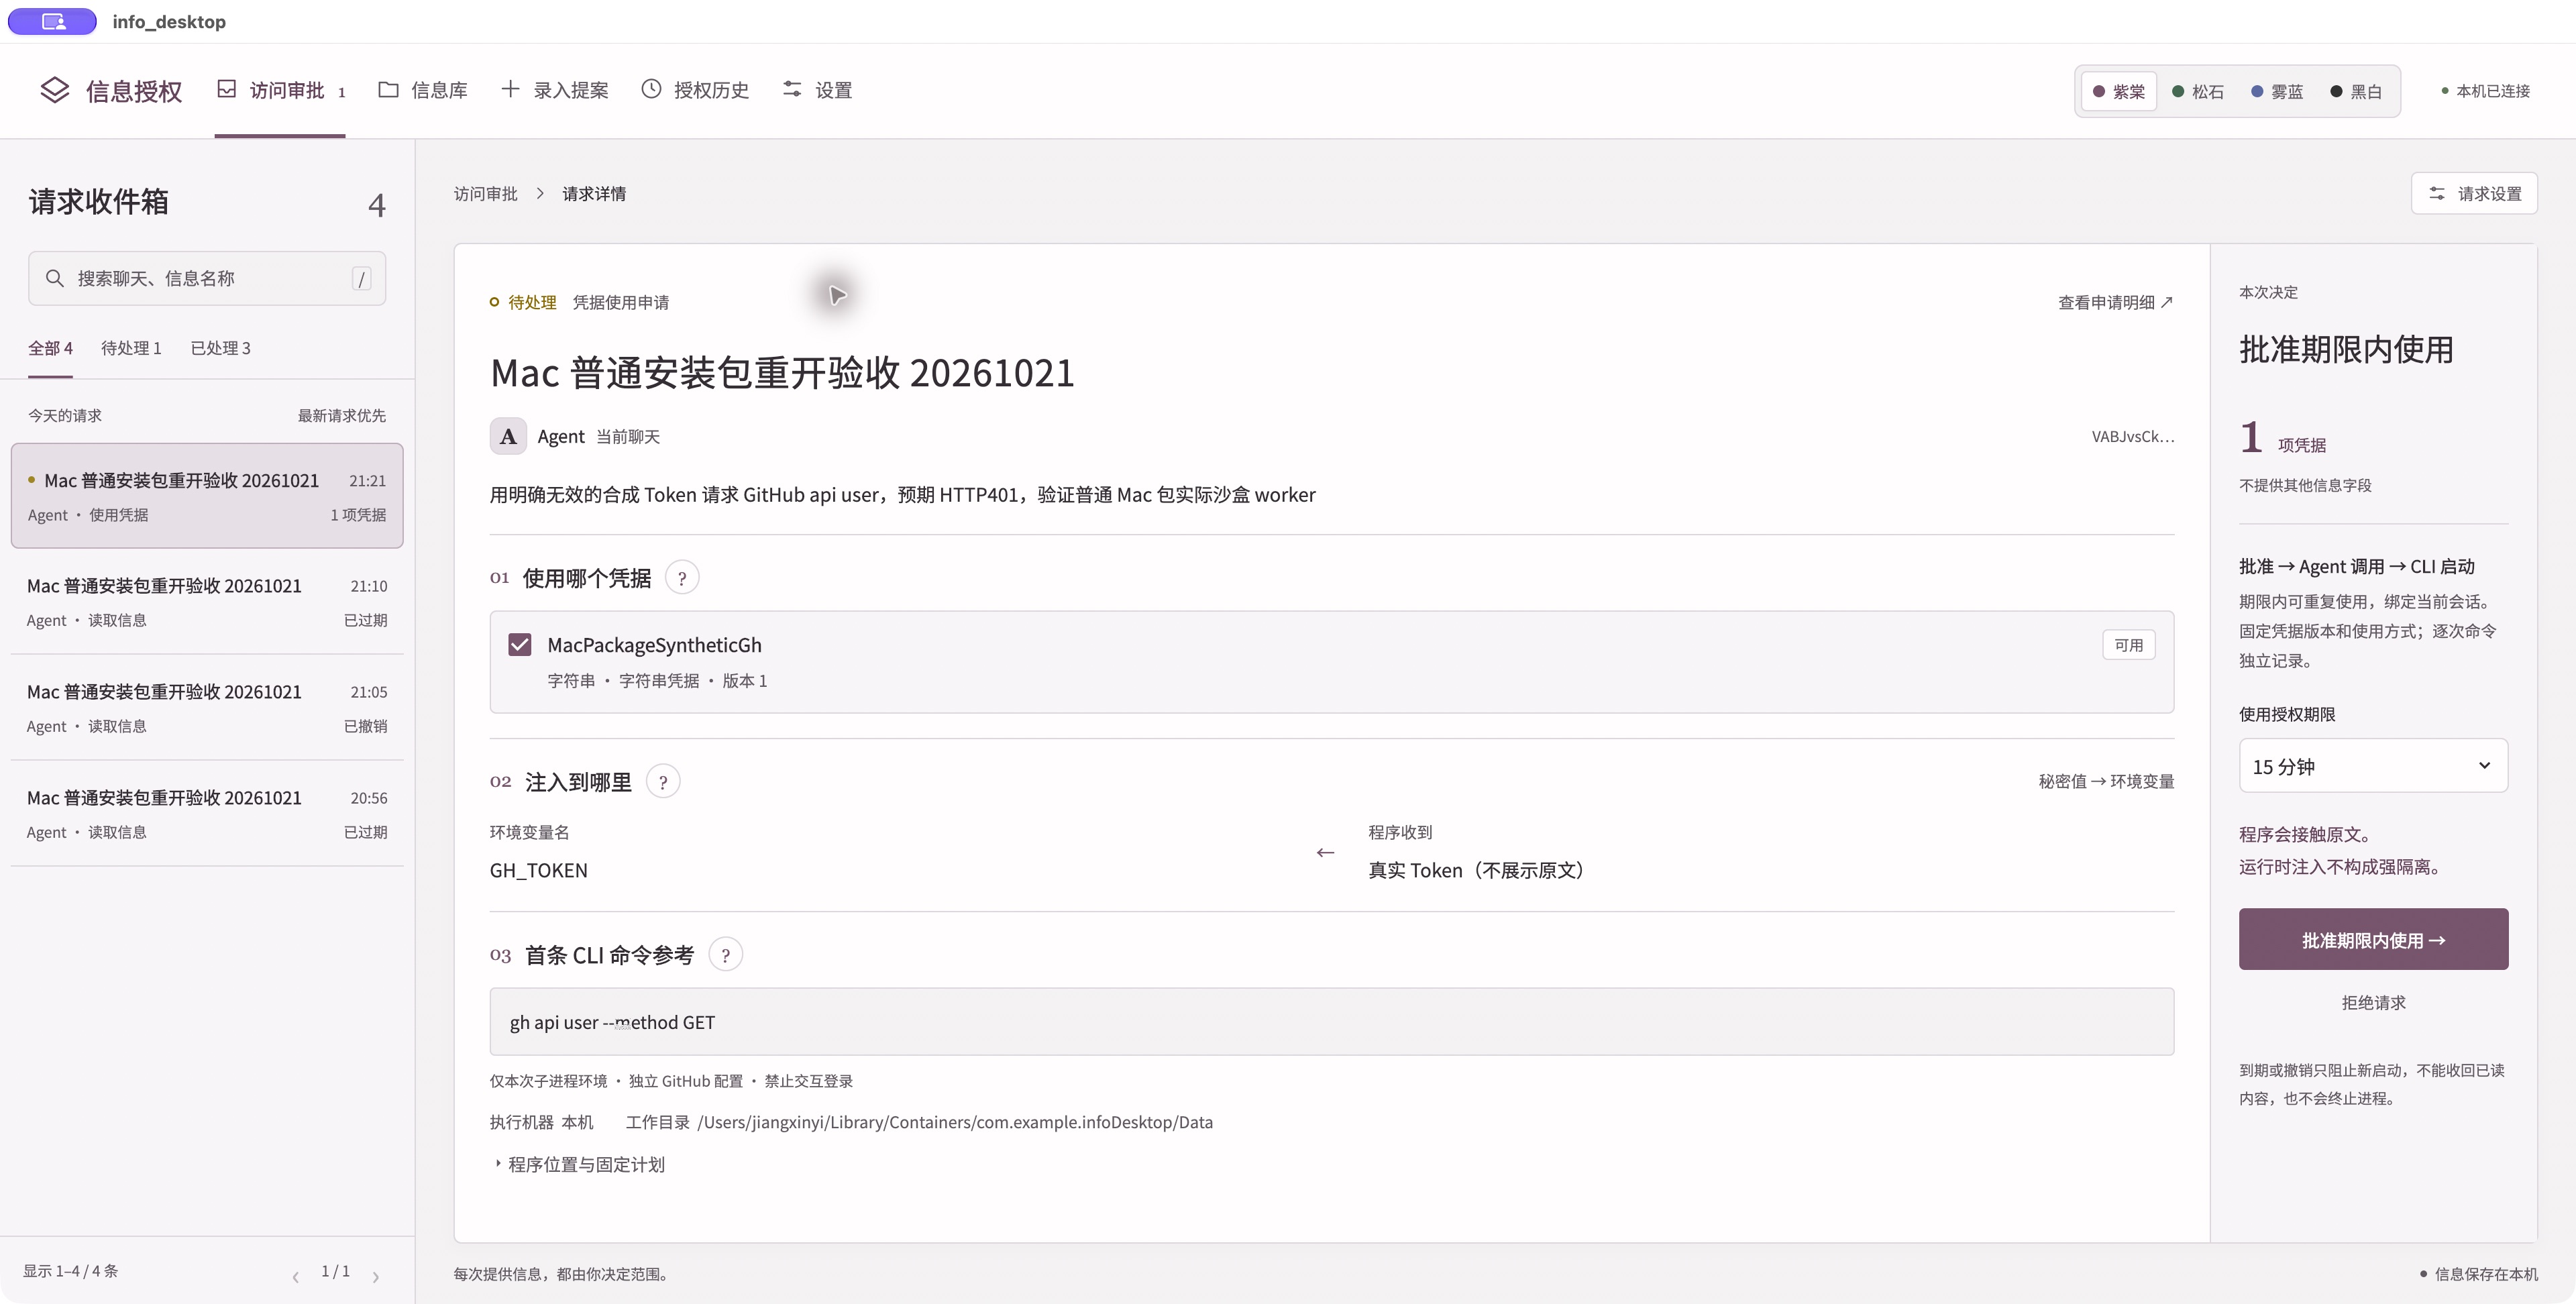 info_desktop
信息授权
访问审批 1
信息库
录入提案
授权历史
设置
紫棠
松石
雾蓝
黑白
本机已连接
请求收件箱
4
搜索聊天、信息名称
/
全部 4
待处理 1
已处理 3
今天的请求
最新请求优先
Mac 普通安装包重开验收 20261021 21:21
Agent · 使用凭据 1 项凭据
Mac 普通安装包重开验收 20261021 21:10
Agent · 读取信息 已过期
Mac 普通安装包重开验收 20261021 21:05
Agent · 读取信息 已撤销
Mac 普通安装包重开验收 20261021 20:56
Agent · 读取信息 已过期
显示 1–4 / 4 条
‹ 1 / 1 ›
访问审批 > 请求详情
请求设置
待处理 凭据使用申请
查看申请明细 ↗
Mac 普通安装包重开验收 20261021
A Agent 当前聊天
VABJvsCk…
用明确无效的合成 Token 请求 GitHub api user，预期 HTTP401，验证普通 Mac 包实际沙盒 worker
01 使用哪个凭据 ?
MacPackageSyntheticGh
可用
字符串 · 字符串凭据 · 版本 1
02 注入到哪里 ?
秘密值 → 环境变量
环境变量名
GH_TOKEN
←
程序收到
真实 Token（不展示原文）
03 首条 CLI 命令参考 ?
gh api user --method GET
仅本次子进程环境 · 独立 GitHub 配置 · 禁止交互登录
执行机器 本机 工作目录 /Users/jiangxinyi/Library/Containers/com.example.infoDesktop/Data
程序位置与固定计划
本次决定
批准期限内使用
1 项凭据
不提供其他信息字段
批准 → Agent 调用 → CLI 启动
期限内可重复使用，绑定当前会话。
固定凭据版本和使用方式；逐次命令
独立记录。
使用授权期限
15 分钟
程序会接触原文。
运行时注入不构成强隔离。
批准期限内使用 →
拒绝请求
到期或撤销只阻止新启动，不能收回已读
内容，也不会终止进程。
每次提供信息，都由你决定范围。
信息保存在本机